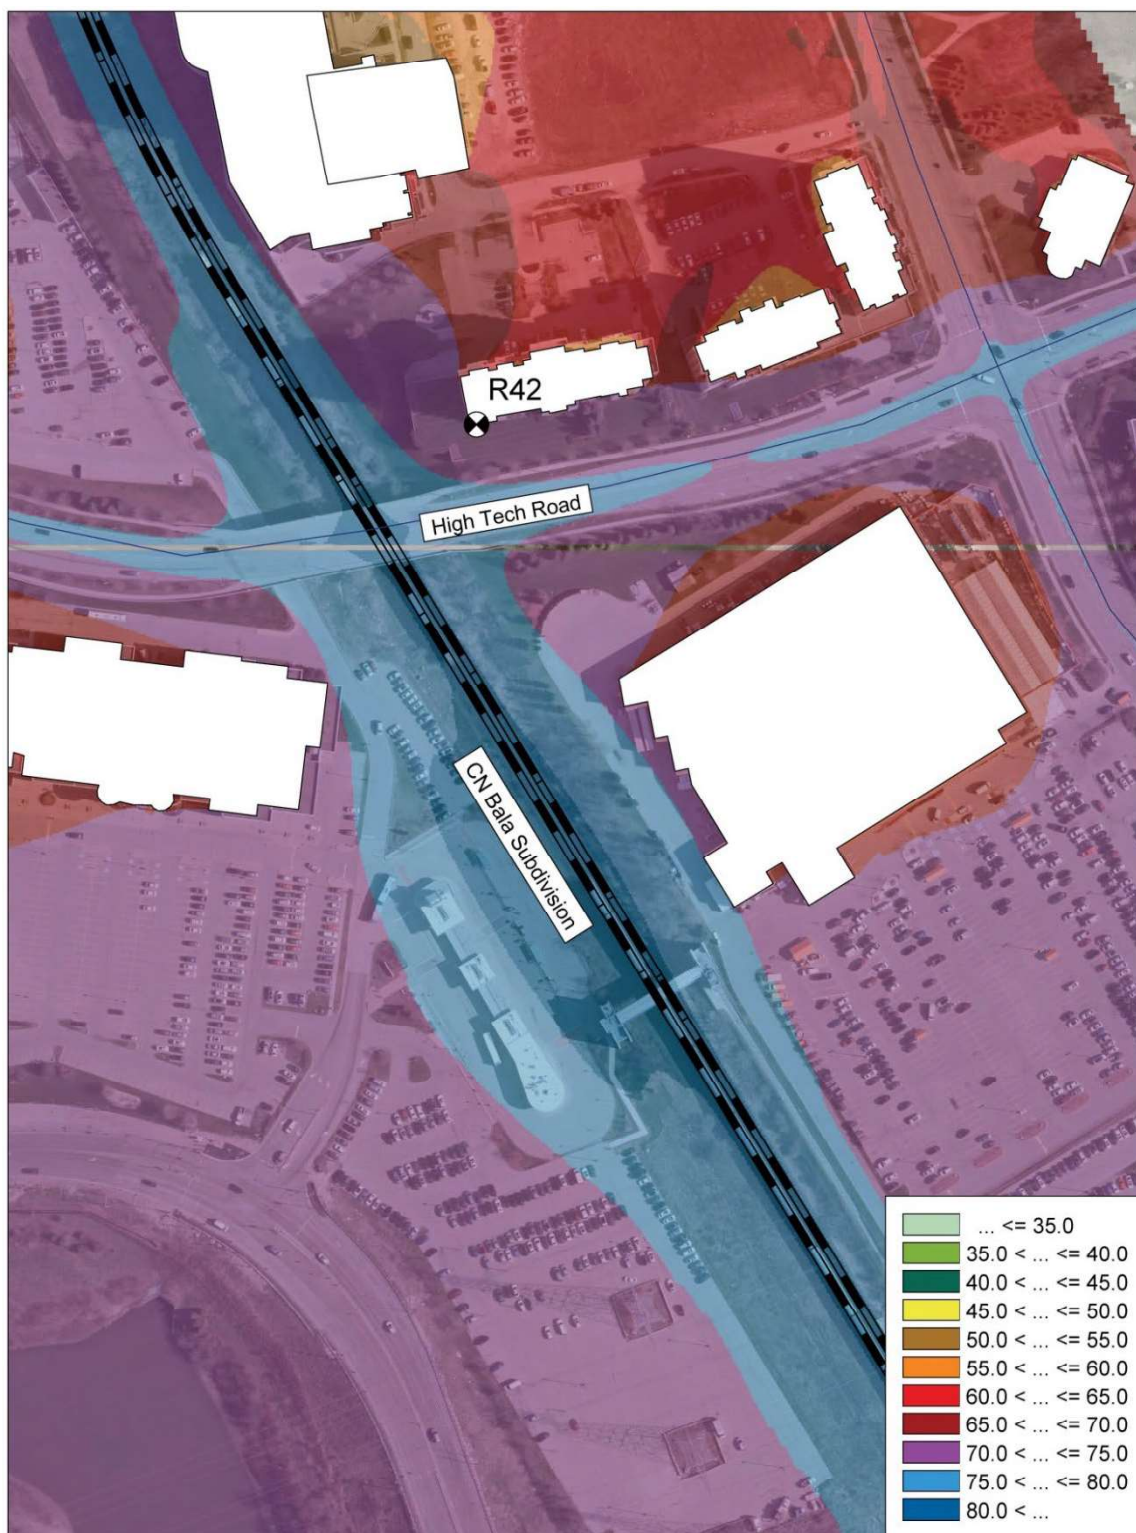 R42
High Tech Road
CN Bala Subdivision
... <= 35.0
35.0 < ... <= 40.0
40.0 < ... <= 45.0
45.0 < ... <= 50.0
50.0 < ... <= 55.0
55.0 < ... <= 60.0
60.0 < ... <= 65.0
65.0 < ... <= 70.0
70.0 < ... <= 75.0
75.0 < ... <= 80.0
80.0 < ...